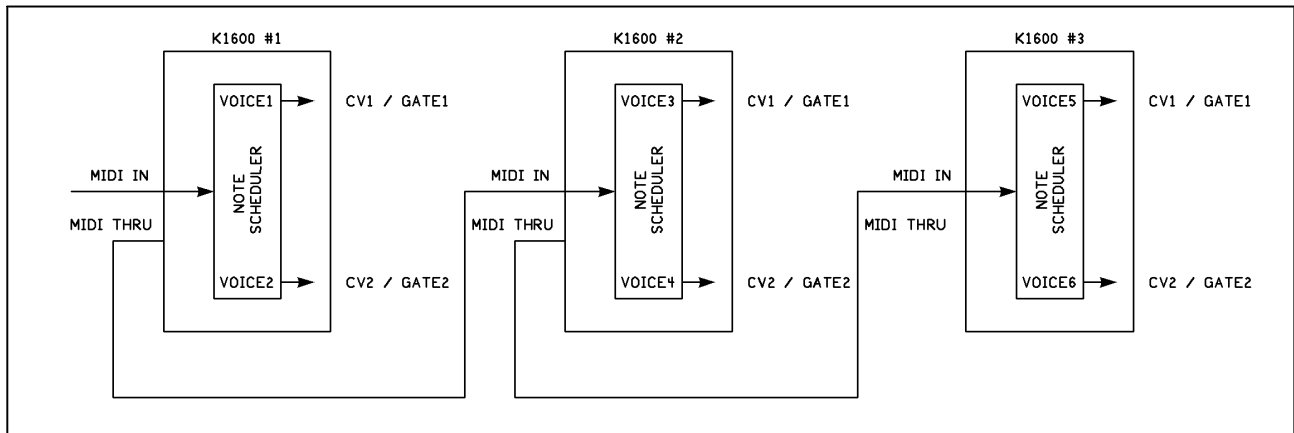 K1600 #1
VOICE1
CV1 / GATE1
MIDI IN
NOTE
SCHEDULER
MIDI THRU
VOICE2
CV2 / GATE2
K1600 #2
VOICE3
CV1 / GATE1
MIDI IN
NOTE
SCHEDULER
MIDI THRU
VOICE4
CV2 / GATE2
K1600 #3
VOICE5
CV1 / GATE1
MIDI IN
NOTE
SCHEDULER
MIDI THRU
VOICE6
CV2 / GATE2